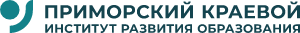 ПРИМОРСКИЙ КРАЕВОЙ
ИНСТИТУТ РАЗВИТИЯ ОБРАЗОВАНИЯ